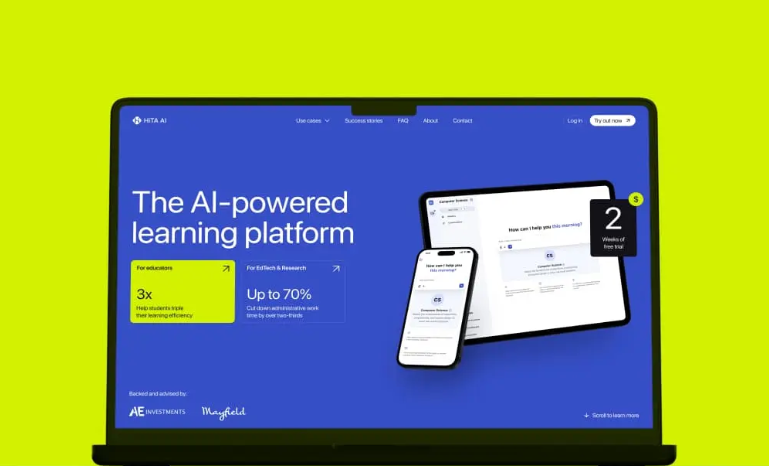 HiTA AI
Use cases
Success stories
FAQ
About
Contact
Log in
Try out now
The AI-powered
learning platform
For educators
3x
Help students triple
their learning efficiency
For EdTech & Research
Up to 70%
Cut down administrative work
time by over two-thirds
Computer Science
How can I help you this morning?
Computer Science
How can I help you
this morning?
CS
Computer Science
$
2
Weeks of
free trial
Backed and advised by:
AE INVESTMENTS
Mayfield
Scroll to learn more